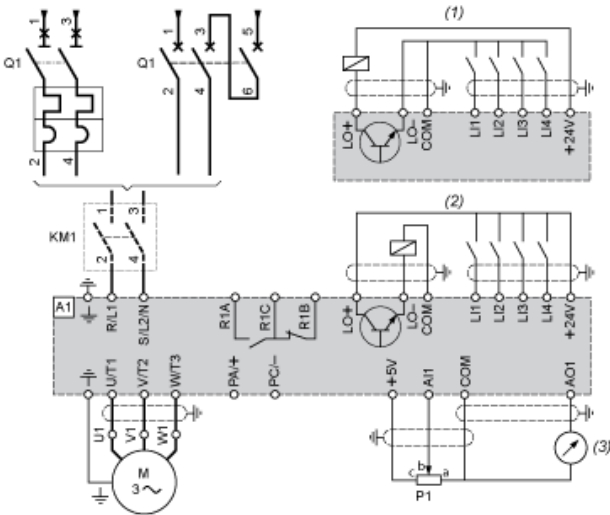 1 3
Q1
2 4
1 3 5
Q1
2 4 6
(1)
LO+ LO– COM LI1 LI2 LI3 LI4 +24V
KM1
1 3
2 4
(2)
A1
R/L1 S/L2/N R1A R1C R1B LO+ LO– COM LI1 LI2 LI3 LI4 +24V
U/T1 V/T2 W/T3 PA/+ PC/– +5V AI1 COM AO1
U1 V1 W1
M
3
c b a
P1
(3)